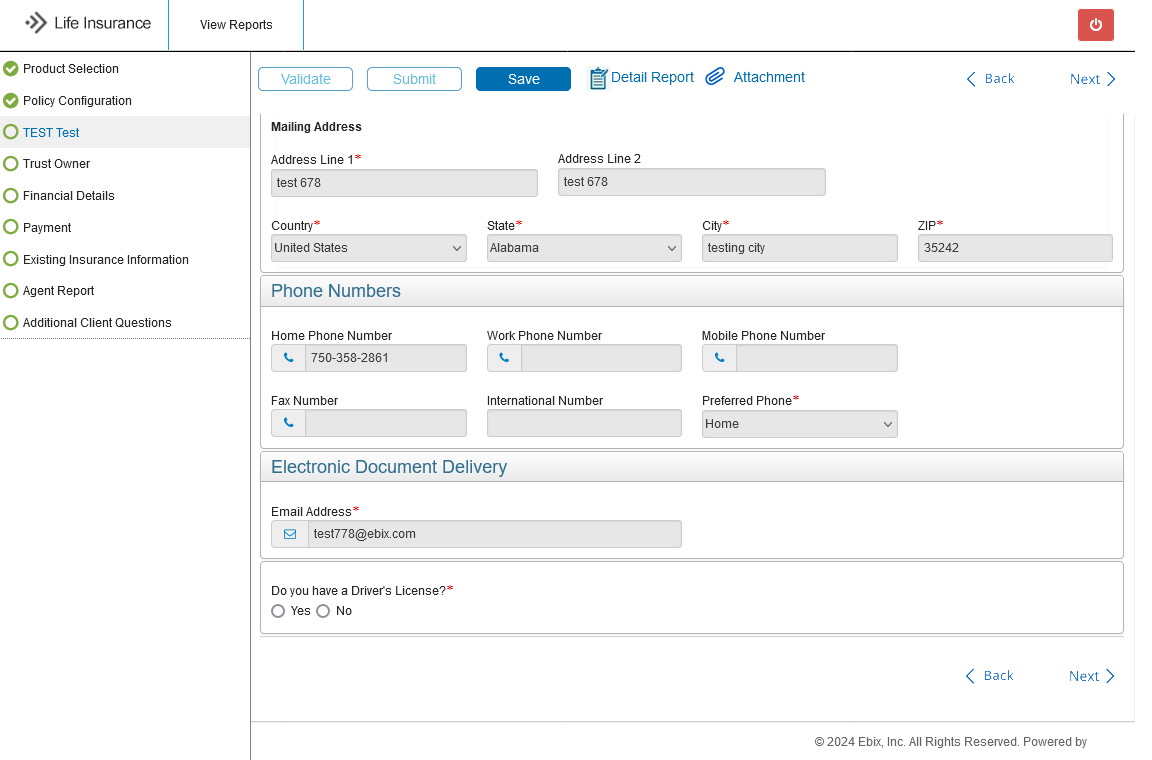 Life Insurance
View Reports
Product Selection
Policy Configuration
TEST Test
Trust Owner
Financial Details
Payment
Existing Insurance Information
Agent Report
Additional Client Questions
Validate Submit Save Detail Report Attachment Back Next
Mailing Address
Address Line 1* Address Line 2
test 678 test 678
Country* State* City* ZIP*
United States Alabama testing city 35242
Phone Numbers
Home Phone Number Work Phone Number Mobile Phone Number
750-358-2861
Fax Number International Number Preferred Phone*
Home
Electronic Document Delivery
Email Address*
test778@ebix.com
Do you have a Driver's License?*
Yes No
Back Next
© 2024 Ebix, Inc. All Rights Reserved. Powered by